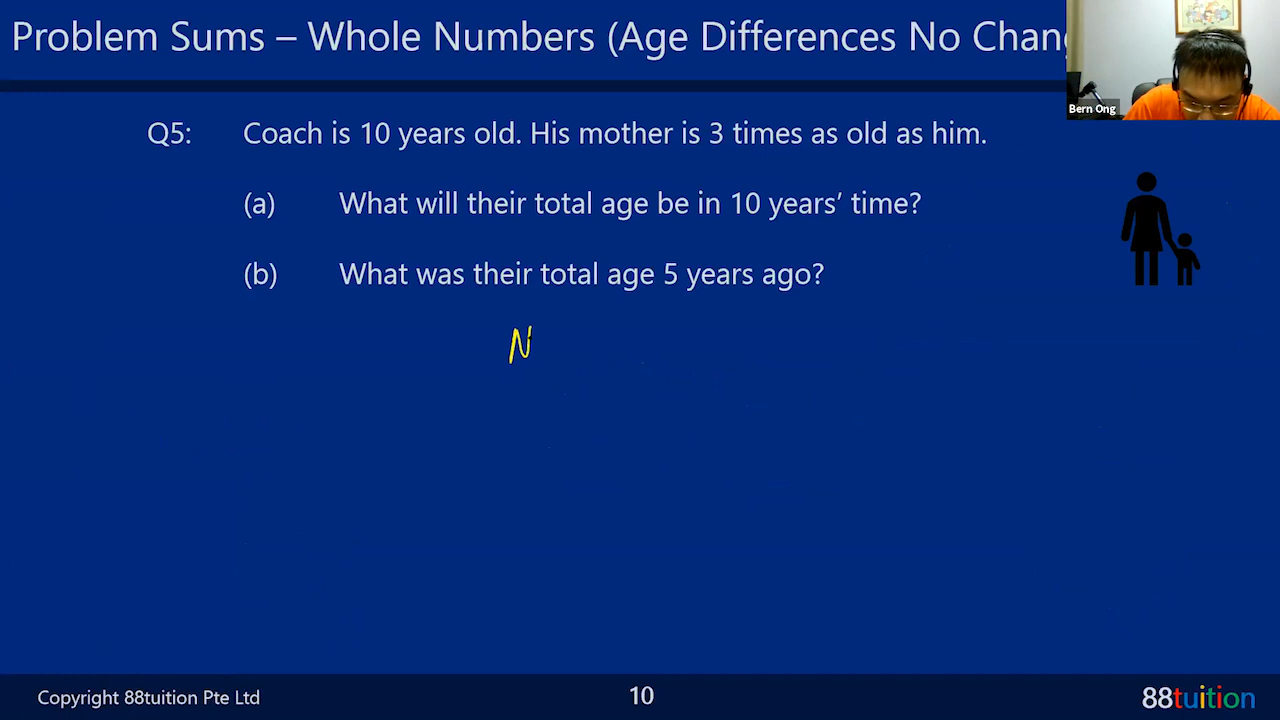 Problem Sums – Whole Numbers (Age Differences No Chang
Bern Ong
Q5: Coach is 10 years old. His mother is 3 times as old as him.
(a) What will their total age be in 10 years’ time?
(b) What was their total age 5 years ago?
N
Copyright 88tuition Pte Ltd
10
88tuition